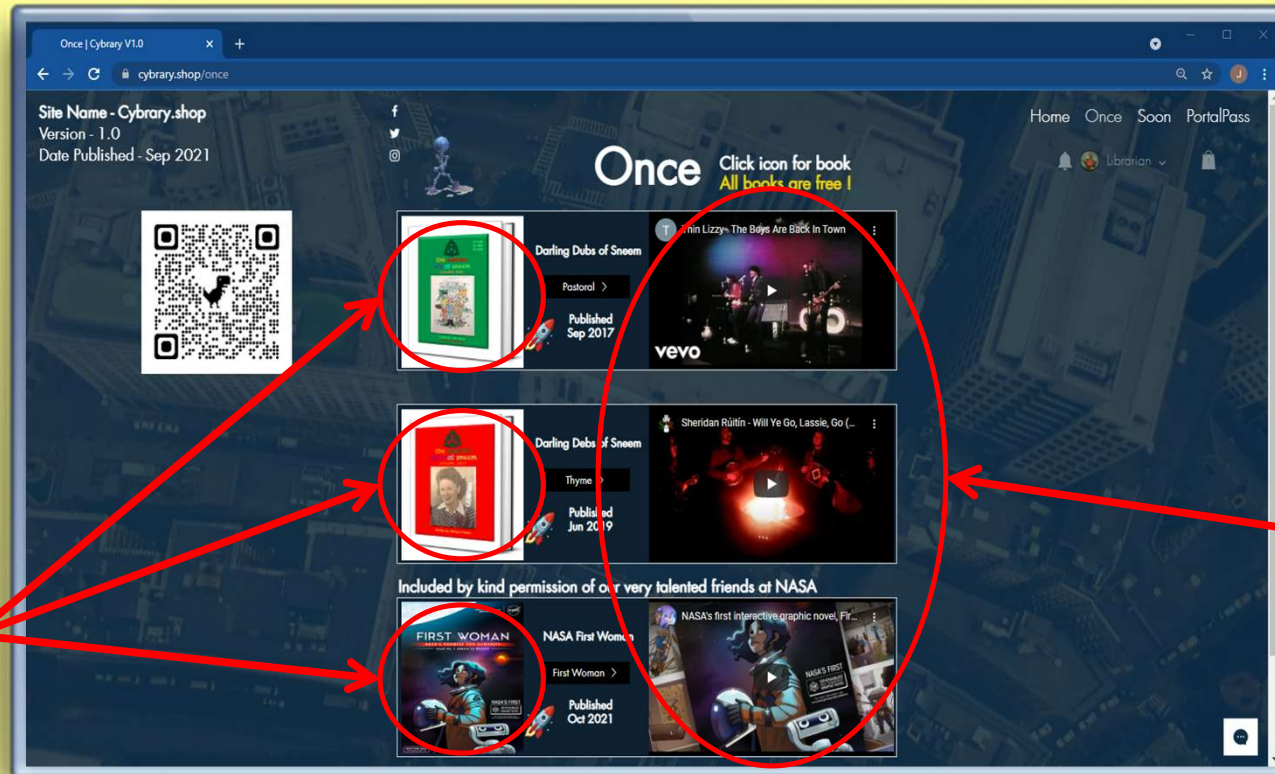 Once | Cybrary V1.0
cybrary.shop/once
J
Site Name - Cybrary.shop
Version - 1.0
Date Published - Sep 2021
Home Once Soon PortalPass
Librarian
Once
Click icon for book
All books are free !
Darling Dubs of Sneem
Pastoral >
Published
Sep 2017
T
Thin Lizzy - The Boys Are Back In Town
vevo
Darling Debs of Sneem
Thyme >
Published
Jun 2019
Sheridan Rúitín - Will Ye Go, Lassie, Go (...
Included by kind permission of our very talented friends at NASA
FIRST WOMAN
NASA'S FIRST
NASA First Woman
First Woman >
Published
Oct 2021
NASA's first interactive graphic novel, Fir...
NASA'S FIRST